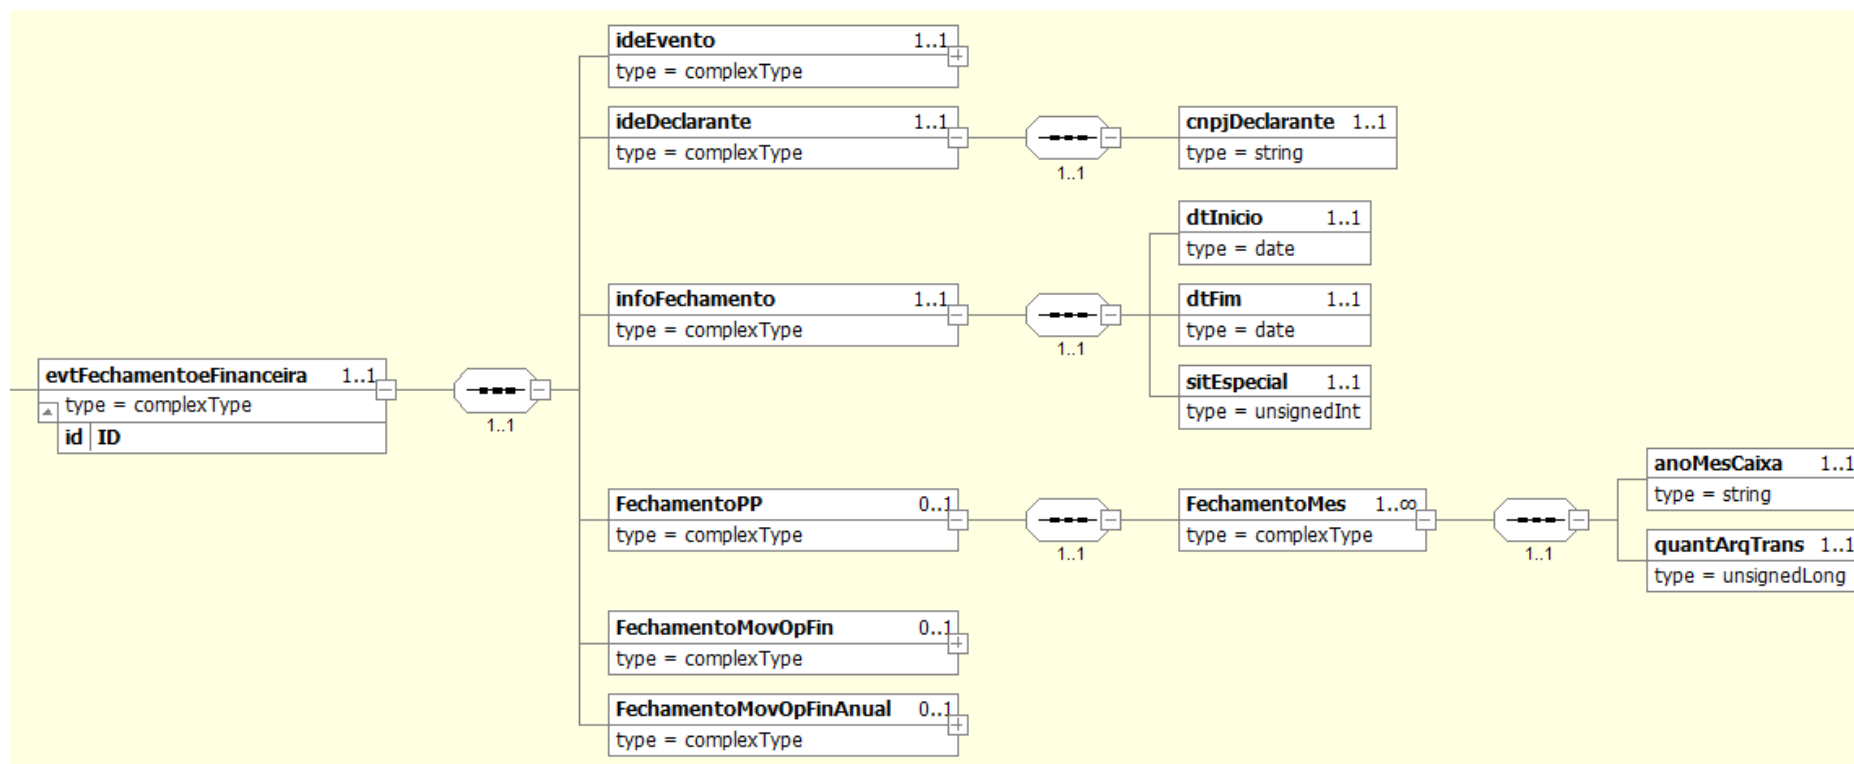 ideEvento 1..1
type = complexType
ideDeclarante 1..1
type = complexType
1..1
cnpjDeclarante 1..1
type = string
infoFechamento 1..1
type = complexType
1..1
dtInicio 1..1
type = date
dtFim 1..1
type = date
sitEspecial 1..1
type = unsignedInt
evtFechamentoeFinanceira 1..1
type = complexType
id ID
1..1
FechamentoPP 0..1
type = complexType
1..1
FechamentoMes 1..∞
type = complexType
1..1
anoMesCaixa 1..1
type = string
quantArqTrans 1..1
type = unsignedLong
FechamentoMovOpFin 0..1
type = complexType
FechamentoMovOpFinAnual 0..1
type = complexType